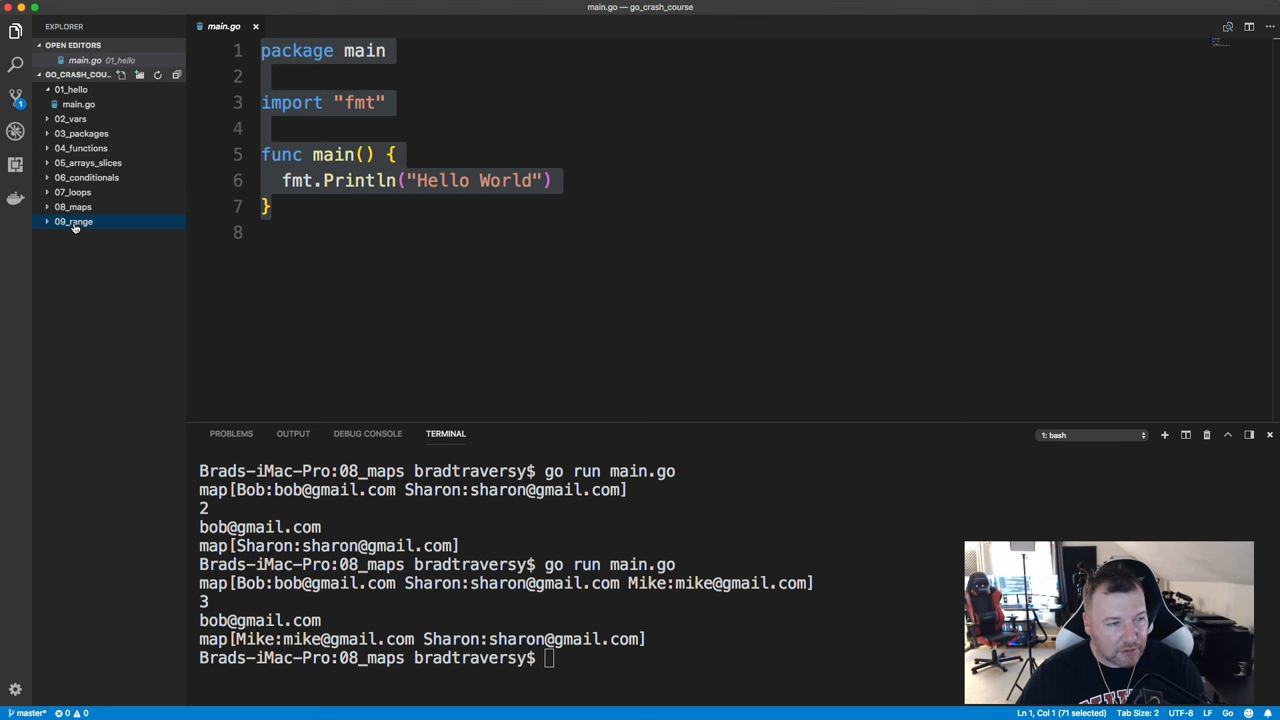 main.go — go_crash_course
EXPLORER
OPEN EDITORS
main.go 01_hello
GO_CRASH_COU...
01_hello
main.go
02_vars
03_packages
04_functions
05_arrays_slices
06_conditionals
07_loops
08_maps
09_range
1
main.go
1 package main
2
3 import "fmt"
4
5 func main() {
6 fmt.Println("Hello World")
7 }
8
PROBLEMS OUTPUT DEBUG CONSOLE TERMINAL 1: bash
Brads-iMac-Pro:08_maps bradtraversy$ go run main.go
map[Bob:bob@gmail.com Sharon:sharon@gmail.com]
2
bob@gmail.com
map[Sharon:sharon@gmail.com]
Brads-iMac-Pro:08_maps bradtraversy$ go run main.go
map[Bob:bob@gmail.com Sharon:sharon@gmail.com Mike:mike@gmail.com]
3
bob@gmail.com
map[Mike:mike@gmail.com Sharon:sharon@gmail.com]
Brads-iMac-Pro:08_maps bradtraversy$
master* 0 0 Ln 1, Col 1 (71 selected) Tab Size: 2 UTF-8 LF Go